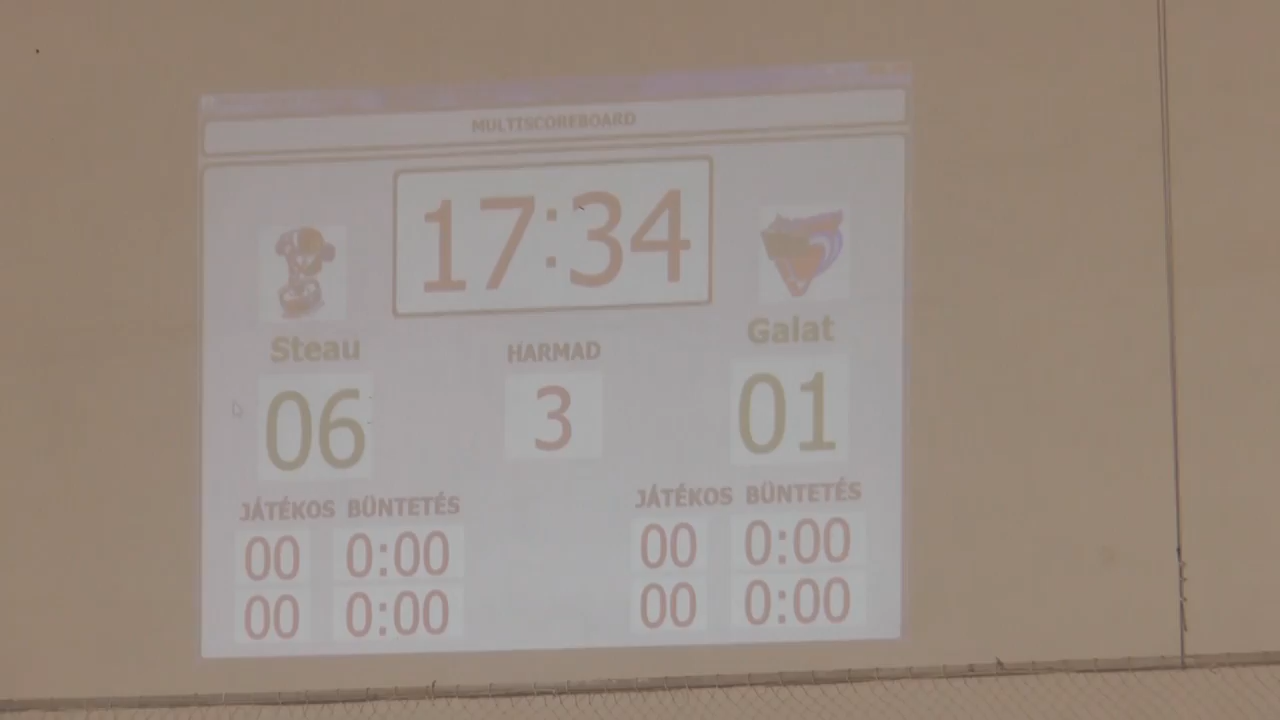 MULTISCOREBOARD
17:34
Steau
HARMAD
Galat
06
3
01
JÁTÉKOS BÜNTETÉS
JÁTÉKOS BÜNTETÉS
00 0:00
00 0:00
00 0:00
00 0:00